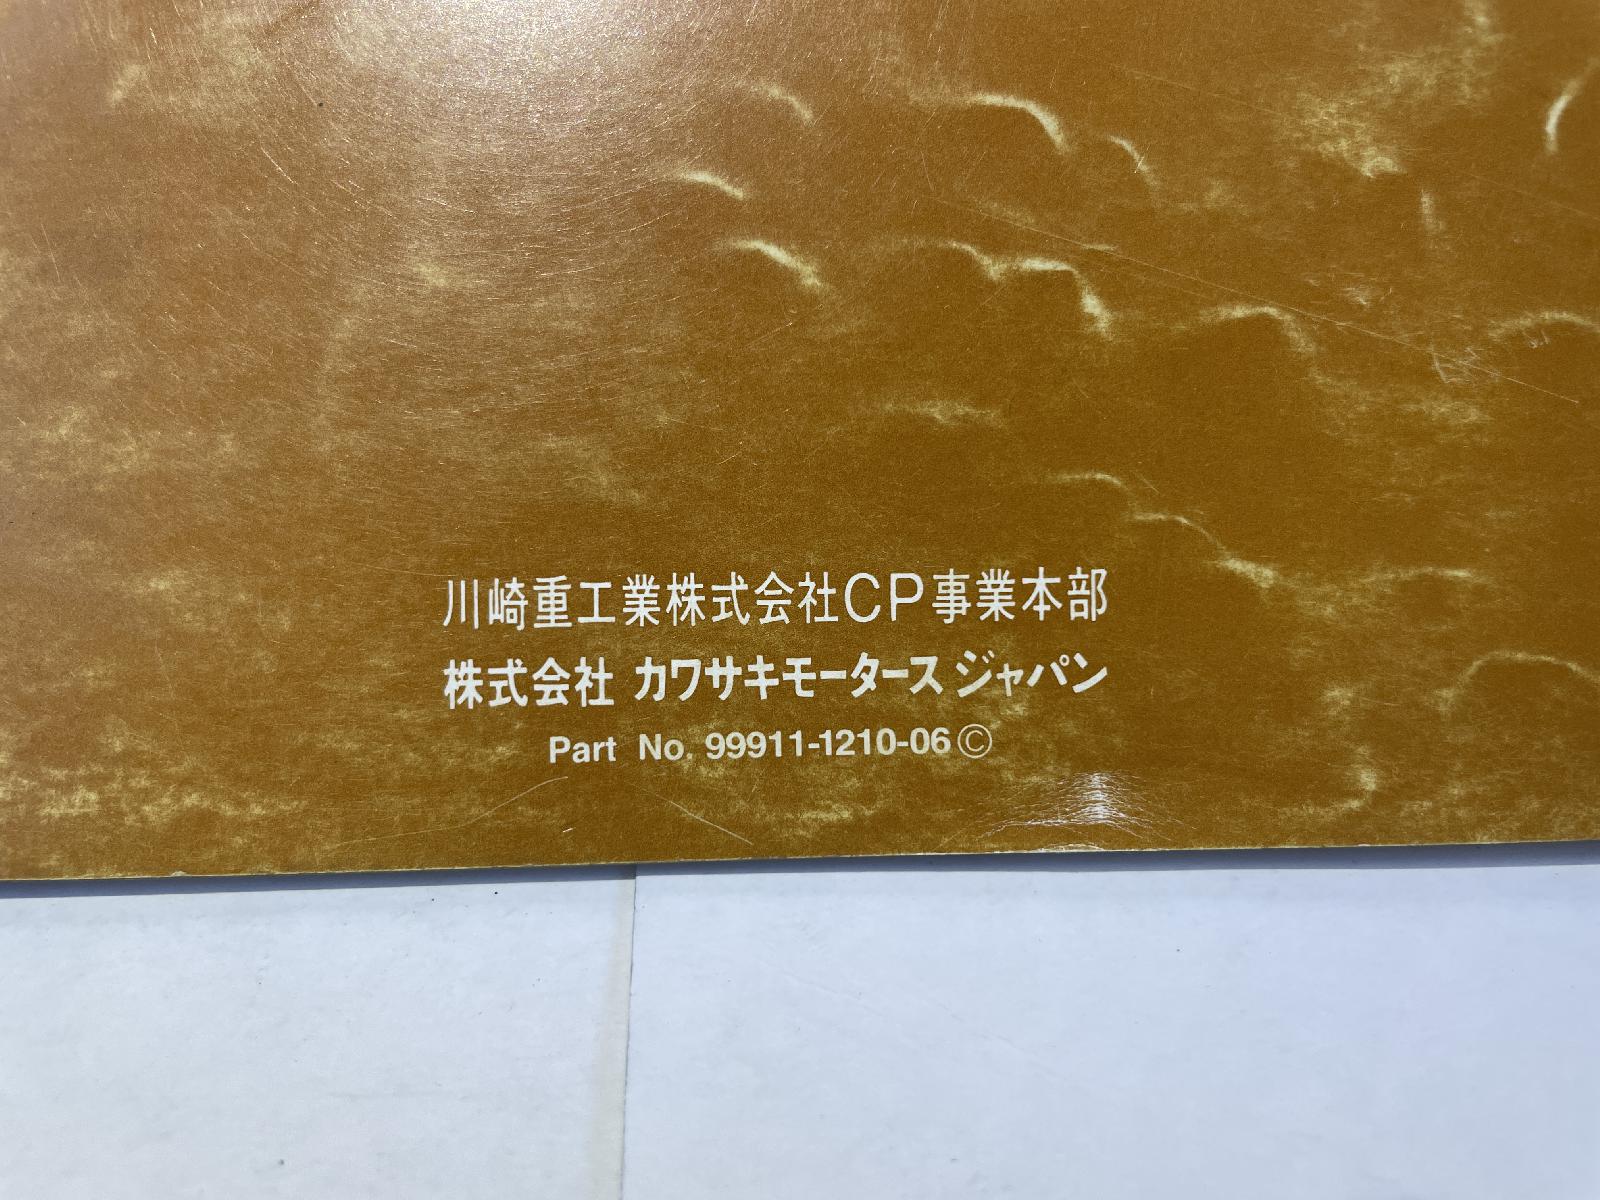 川崎重工業株式会社CP事業本部
株式会社 カワサキモータース ジャパン
Part No. 99911-1210-06 ©